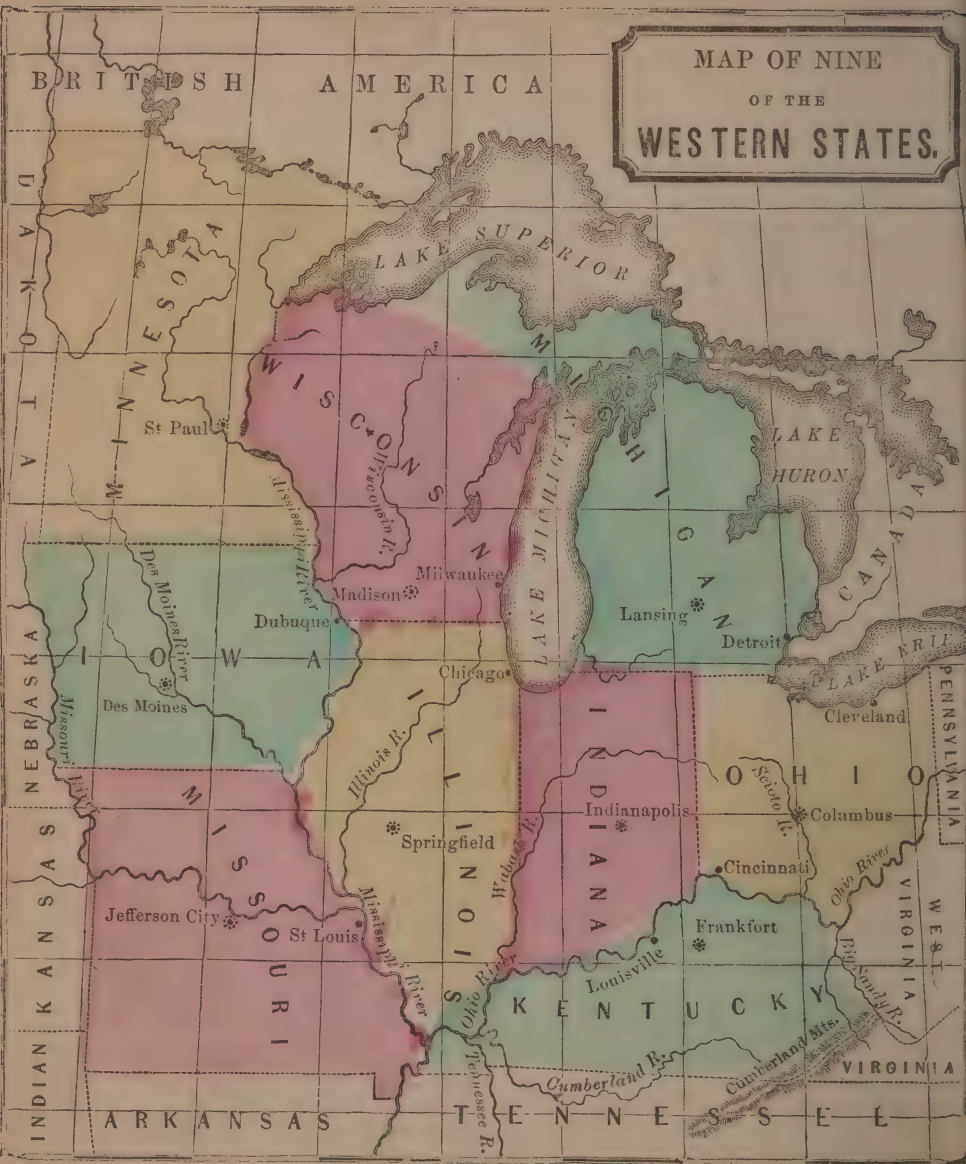 MAP OF NINE
OF THE
WESTERN STATES.
BRITISH AMERICA
DAKOTA
MINNESOTA
LAKE SUPERIOR
WISCONSIN
MICHIGAN
St Paul
Mississippi River
Wisconsin R.
LAKE MICHIGAN
LAKE
HURON
CANADA
Milwaukee
Madison
Dubuque
Lansing
Detroit
LAKE ERIE
NEBRASKA
IOWA
Des Moines River
Des Moines
Missouri River
Chicago
Cleveland
PENNSYLVANIA
ILLINOIS
Illinois R.
INDIANA
OHIO
Scioto R.
MISSOURI
Springfield
Wabash R.
Indianapolis
Columbus
Cincinnati
Ohio River
KANSAS
Jefferson City
St Louis
Mississippi River
Frankfort
Louisville
WEST
VIRGINIA
Ohio River
KENTUCKY
Big Sandy R.
Cumberland Mts.
Cumberland R.
VIRGINIA
INDIAN
ARKANSAS
Tennessee R.
TENNESSEE